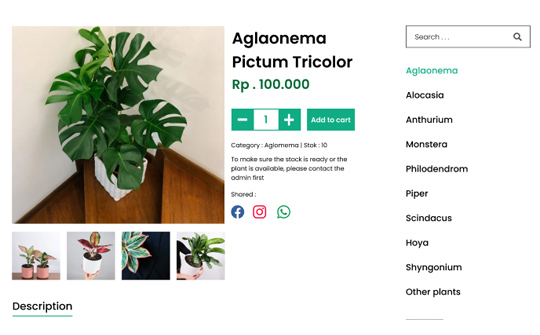 Aglaonema
Pictum Tricolor
Rp . 100.000
1
Add to cart
Category : Aglomema | Stok : 10
To make sure the stock is ready or the
plant is available, please contact the
admin first
Shared :
Description
Search . . .
Aglaonema
Alocasia
Anthurium
Monstera
Philodendrom
Piper
Scindacus
Hoya
Shyngonium
Other plants